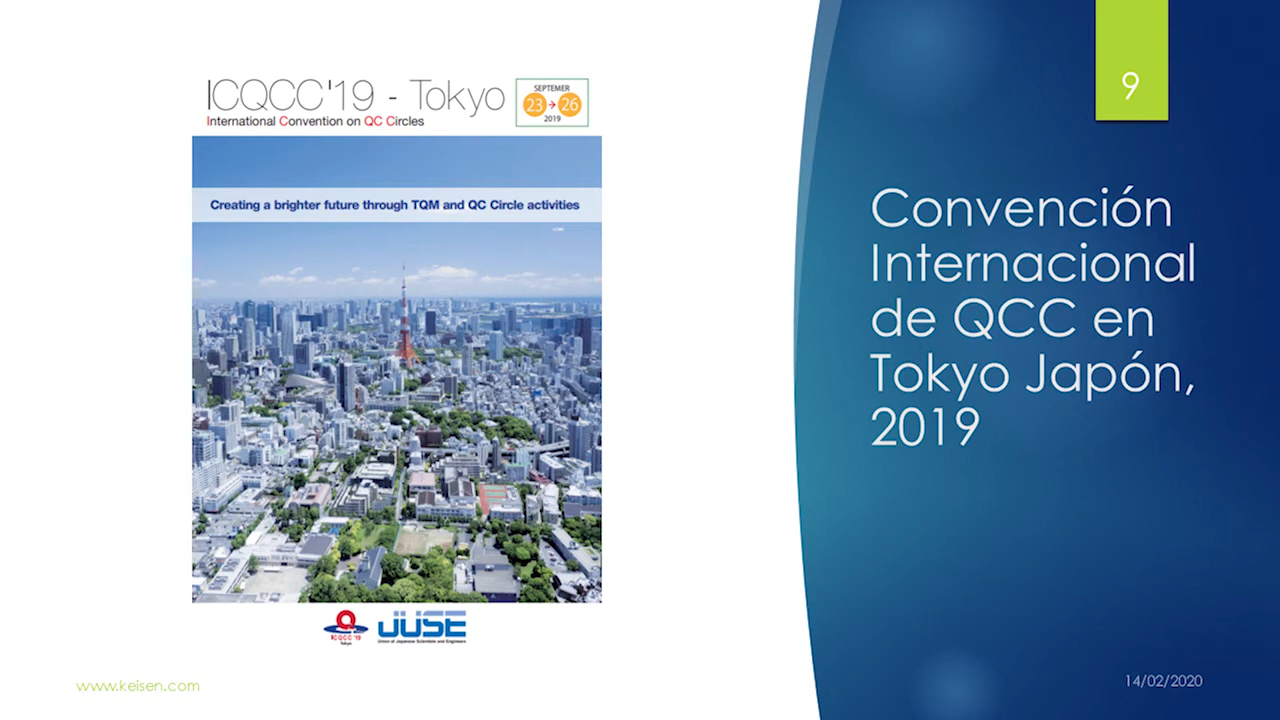 ICQCC'19 - Tokyo
International Convention on QC Circles
SEPTEMER
23 → 26
2019
Creating a brighter future through TQM and QC Circle activities
ICQCC '19
Tokyo
JUSE
Union of Japanese Scientists and Engineers
www.keisen.com
9
Convención
Internacional
de QCC en
Tokyo Japón,
2019
14/02/2020